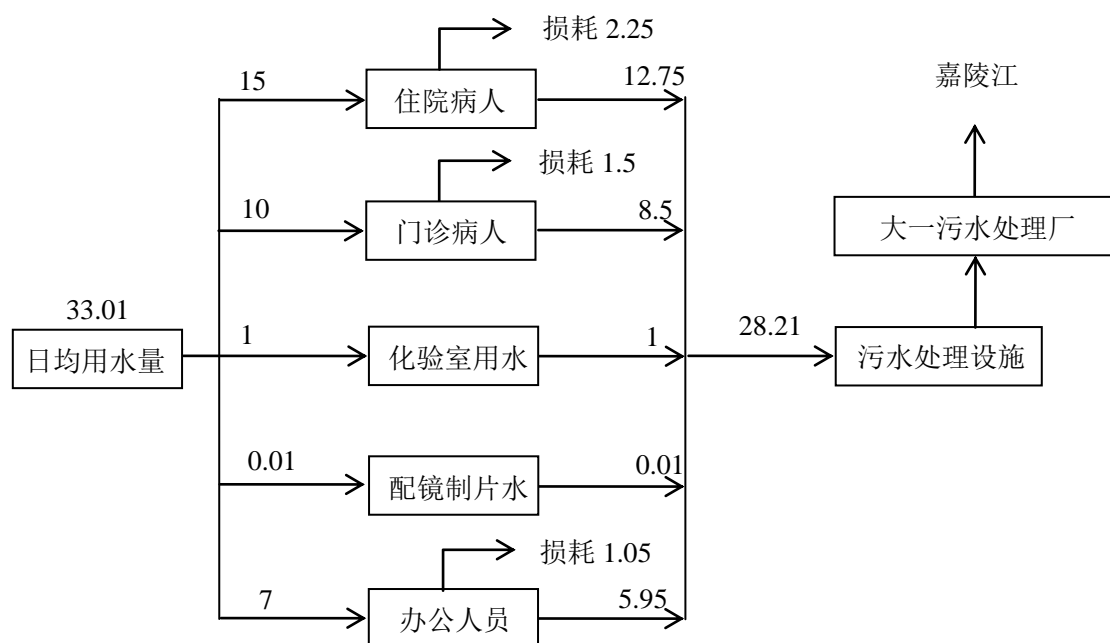 损耗 2.25
15
住院病人
12.75
嘉陵江
损耗 1.5
10
门诊病人
8.5
大一污水处理厂
33.01
日均用水量
1
化验室用水
1
28.21
污水处理设施
0.01
配镜制片水
0.01
损耗 1.05
7
办公人员
5.95